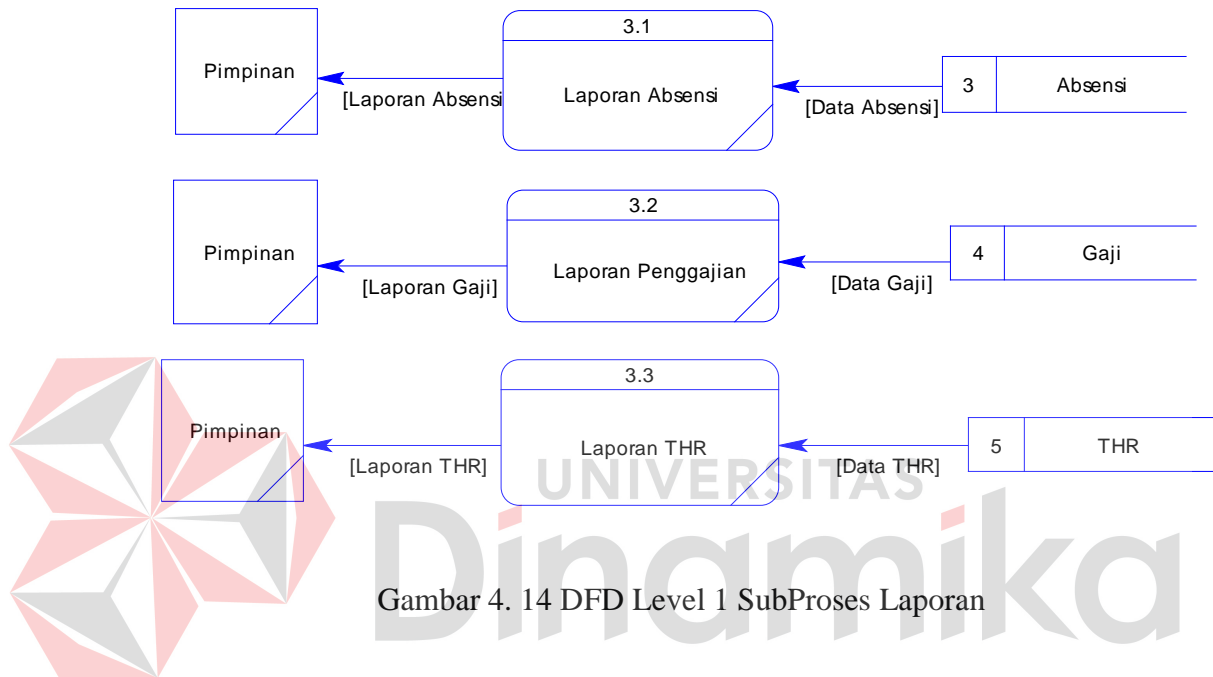 3.1
Pimpinan
Laporan Absensi
3
Absensi
[Laporan Absensi
[Data Absensi]
3.2
Pimpinan
Laporan Penggajian
4
Gaji
[Laporan Gaji]
[Data Gaji]
3.3
Pimpinan
Laporan THR
5
THR
[Laporan THR]
[Data THR]
UNIVERSITAS
Dinamika
Gambar 4. 14 DFD Level 1 SubProses Laporan